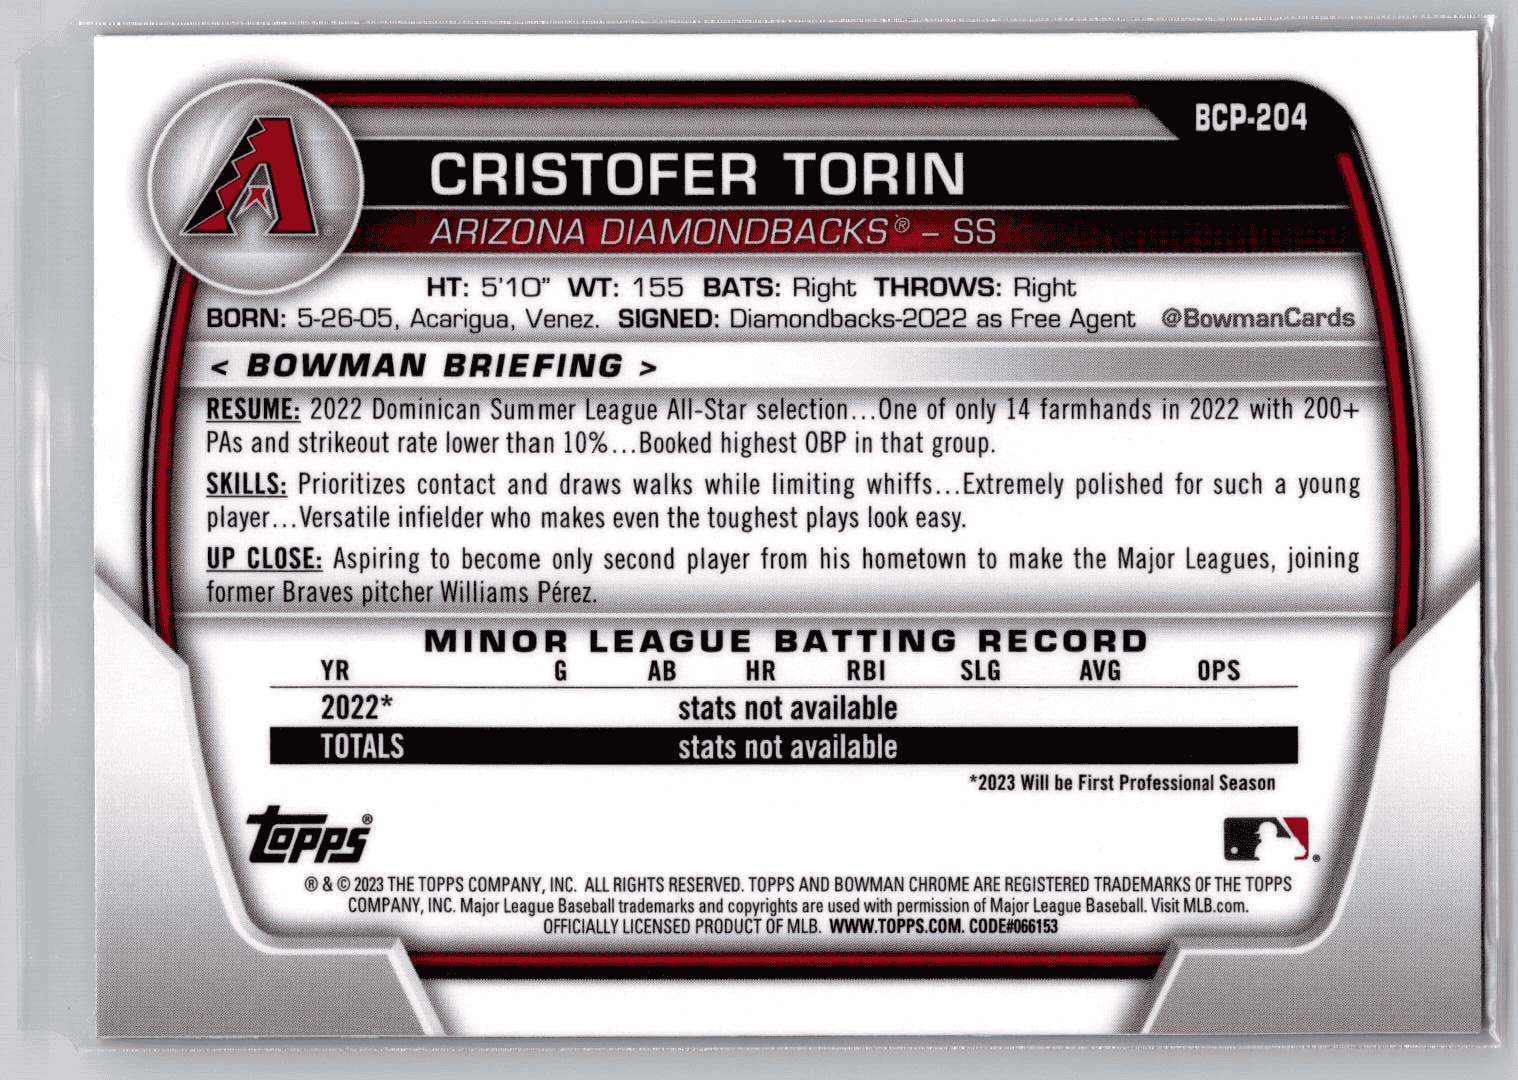 BCP-204
CRISTOFER TORIN
ARIZONA DIAMONDBACKS® – SS
HT: 5'10" WT: 155 BATS: Right THROWS: Right
BORN: 5-26-05, Acarigua, Venez. SIGNED: Diamondbacks-2022 as Free Agent @BowmanCards
< BOWMAN BRIEFING >
RESUME: 2022 Dominican Summer League All-Star selection...One of only 14 farmhands in 2022 with 200+
PAs and strikeout rate lower than 10%...Booked highest OBP in that group.
SKILLS: Prioritizes contact and draws walks while limiting whiffs...Extremely polished for such a young
player...Versatile infielder who makes even the toughest plays look easy.
UP CLOSE: Aspiring to become only second player from his hometown to make the Major Leagues, joining
former Braves pitcher Williams Pérez.
MINOR LEAGUE BATTING RECORD
YR G AB HR RBI SLG AVG OPS
2022* stats not available
TOTALS stats not available
*2023 Will be First Professional Season
Topps®
® & © 2023 THE TOPPS COMPANY, INC. ALL RIGHTS RESERVED. TOPPS AND BOWMAN CHROME ARE REGISTERED TRADEMARKS OF THE TOPPS
COMPANY, INC. Major League Baseball trademarks and copyrights are used with permission of Major League Baseball. Visit MLB.com.
OFFICIALLY LICENSED PRODUCT OF MLB. WWW.TOPPS.COM. CODE#066153